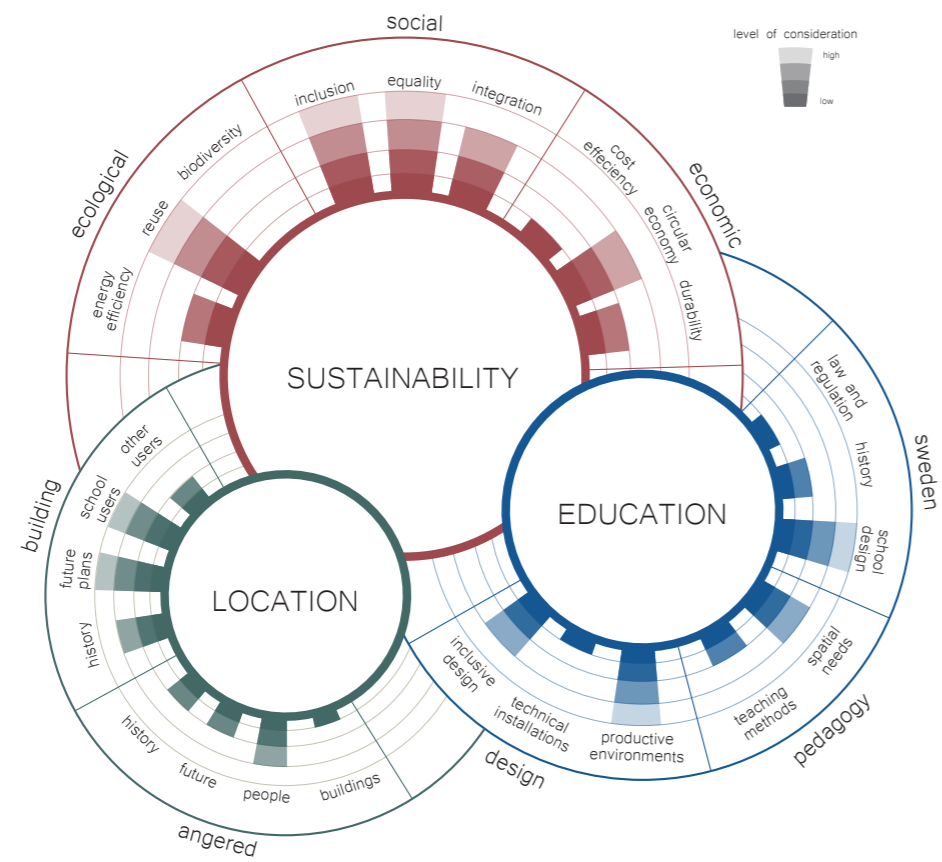 social
level of consideration
high
low
inclusion
equality
integration
biodiversity
reuse
ecological
energy
efficiency
cost
effeciency
circular
economy
durability
economic
SUSTAINABILITY
law and
regulation
history
school
design
sweden
EDUCATION
spatial
needs
teaching
methods
pedagogy
inclusive
design
technical
installations
productive
environments
design
other
users
school
users
future
plans
history
building
LOCATION
history
future
people
buildings
angered